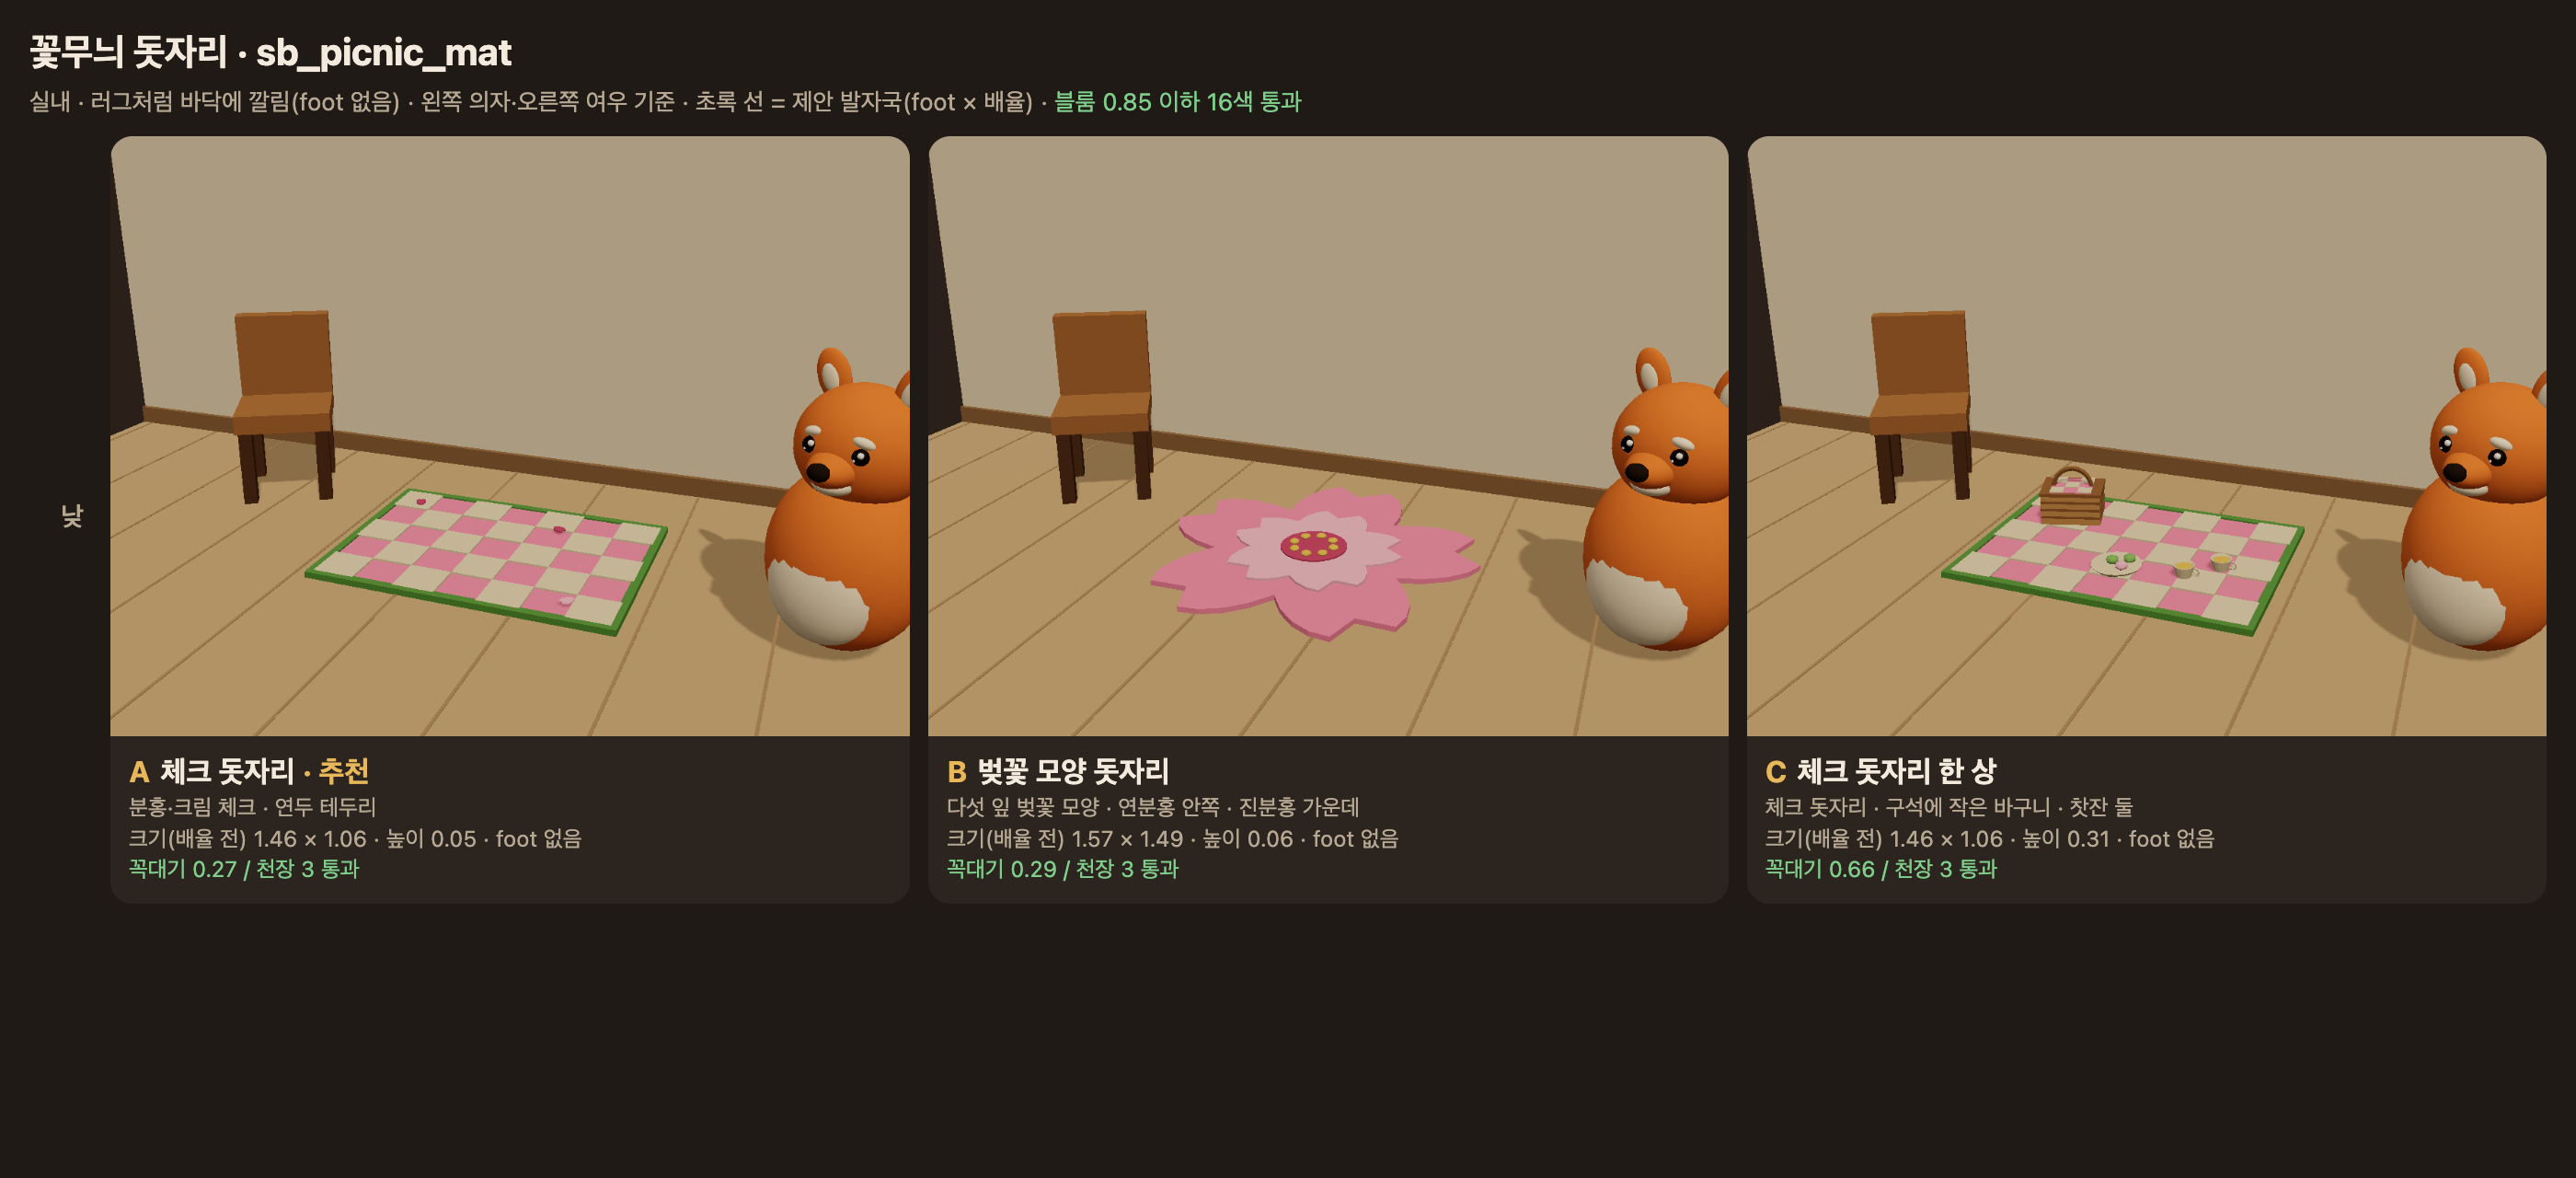 꽃무늬 돗자리 · sb_picnic_mat
실내 · 러그처럼 바닥에 깔림(foot 없음) · 왼쪽 의자·오른쪽 여우 기준 · 초록 선 = 제안 발자국(foot × 배율) · 블룸 0.85 이하 16색 통과
낮
A 체크 돗자리 · 추천
분홍·크림 체크 · 연두 테두리
크기(배율 전) 1.46 × 1.06 · 높이 0.05 · foot 없음
꼭대기 0.27 / 천장 3 통과
B 벚꽃 모양 돗자리
다섯 잎 벚꽃 모양 · 연분홍 안쪽 · 진분홍 가운데
크기(배율 전) 1.57 × 1.49 · 높이 0.06 · foot 없음
꼭대기 0.29 / 천장 3 통과
C 체크 돗자리 한 상
체크 돗자리 · 구석에 작은 바구니 · 찻잔 둘
크기(배율 전) 1.46 × 1.06 · 높이 0.31 · foot 없음
꼭대기 0.66 / 천장 3 통과